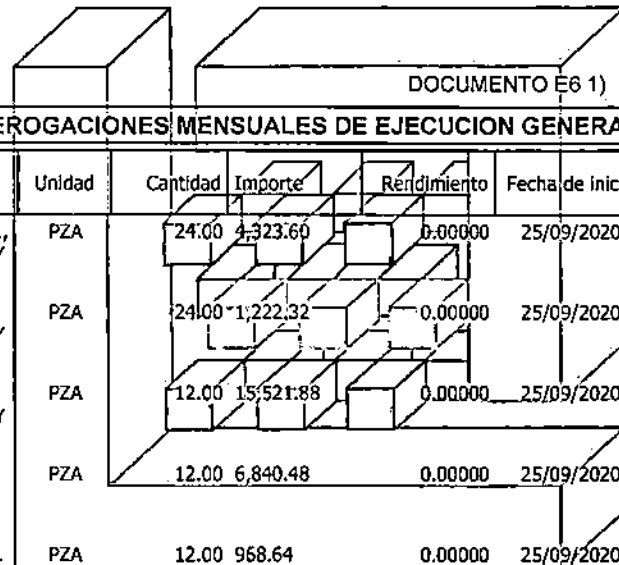 DOCUMENTO E6 1)
EROGACIONES MENSUALES DE EJECUCION GENERA
Unidad Cantidad Importe Rendimiento Fecha de inic
PZA 24.00 4,323.60 0.00000 25/09/2020
PZA 24.00 1,222.32 0.00000 25/09/2020
PZA 12.00 15,521.88 0.00000 25/09/2020
PZA 12.00 6,840.48 0.00000 25/09/2020
PZA 12.00 968.64 0.00000 25/09/2020